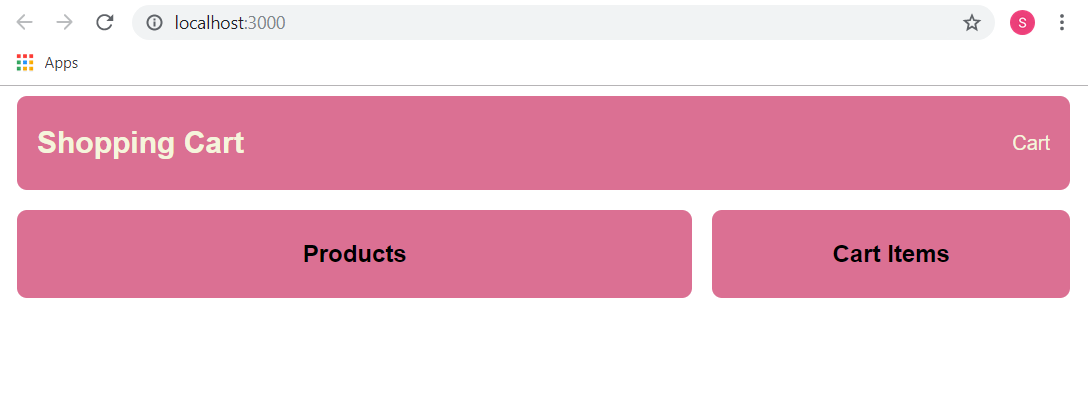 localhost:3000
S
Apps
Shopping Cart
Cart
Products
Cart Items